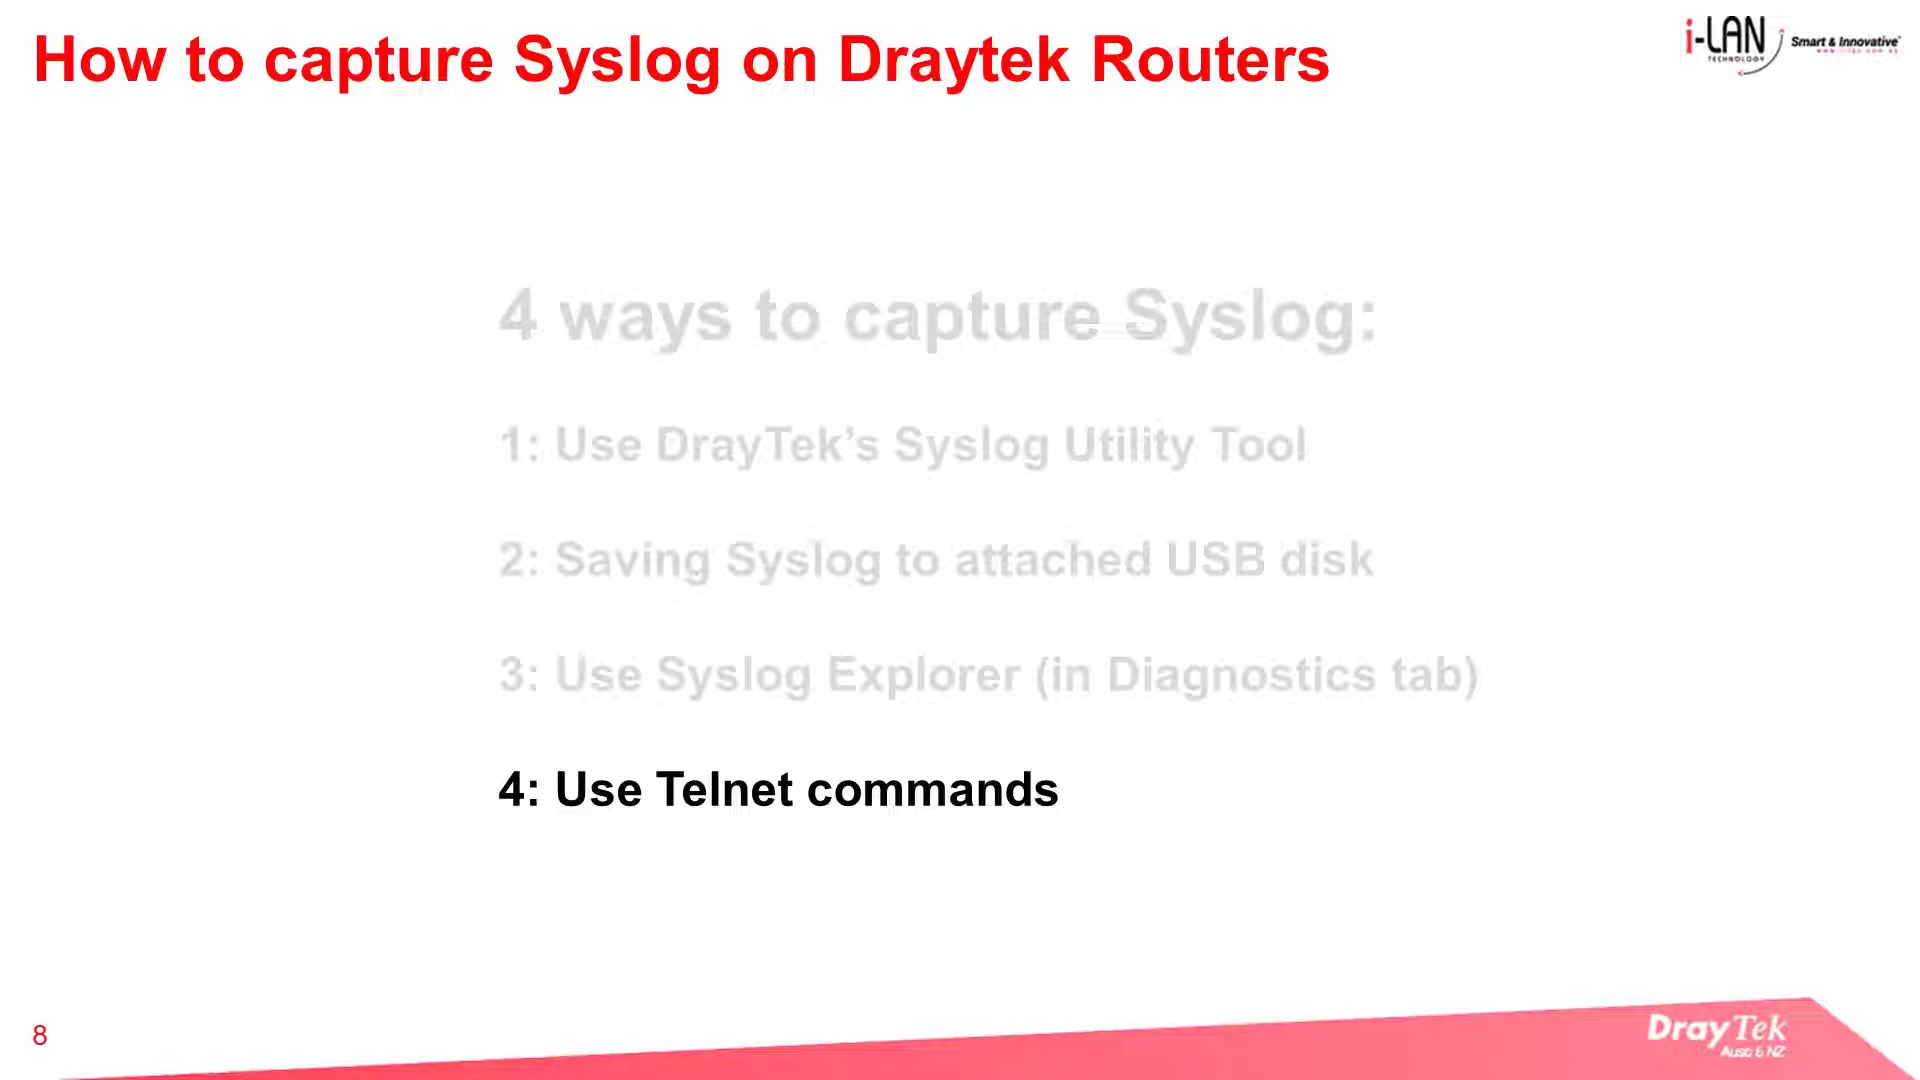 How to capture Syslog on Draytek Routers
i-LAN
TECHNOLOGY
Smart & Innovative
4 ways to capture Syslog:
1: Use DrayTek’s Syslog Utility Tool
2: Saving Syslog to attached USB disk
3: Use Syslog Explorer (in Diagnostics tab)
4: Use Telnet commands
8
DrayTek
Aust & NZ